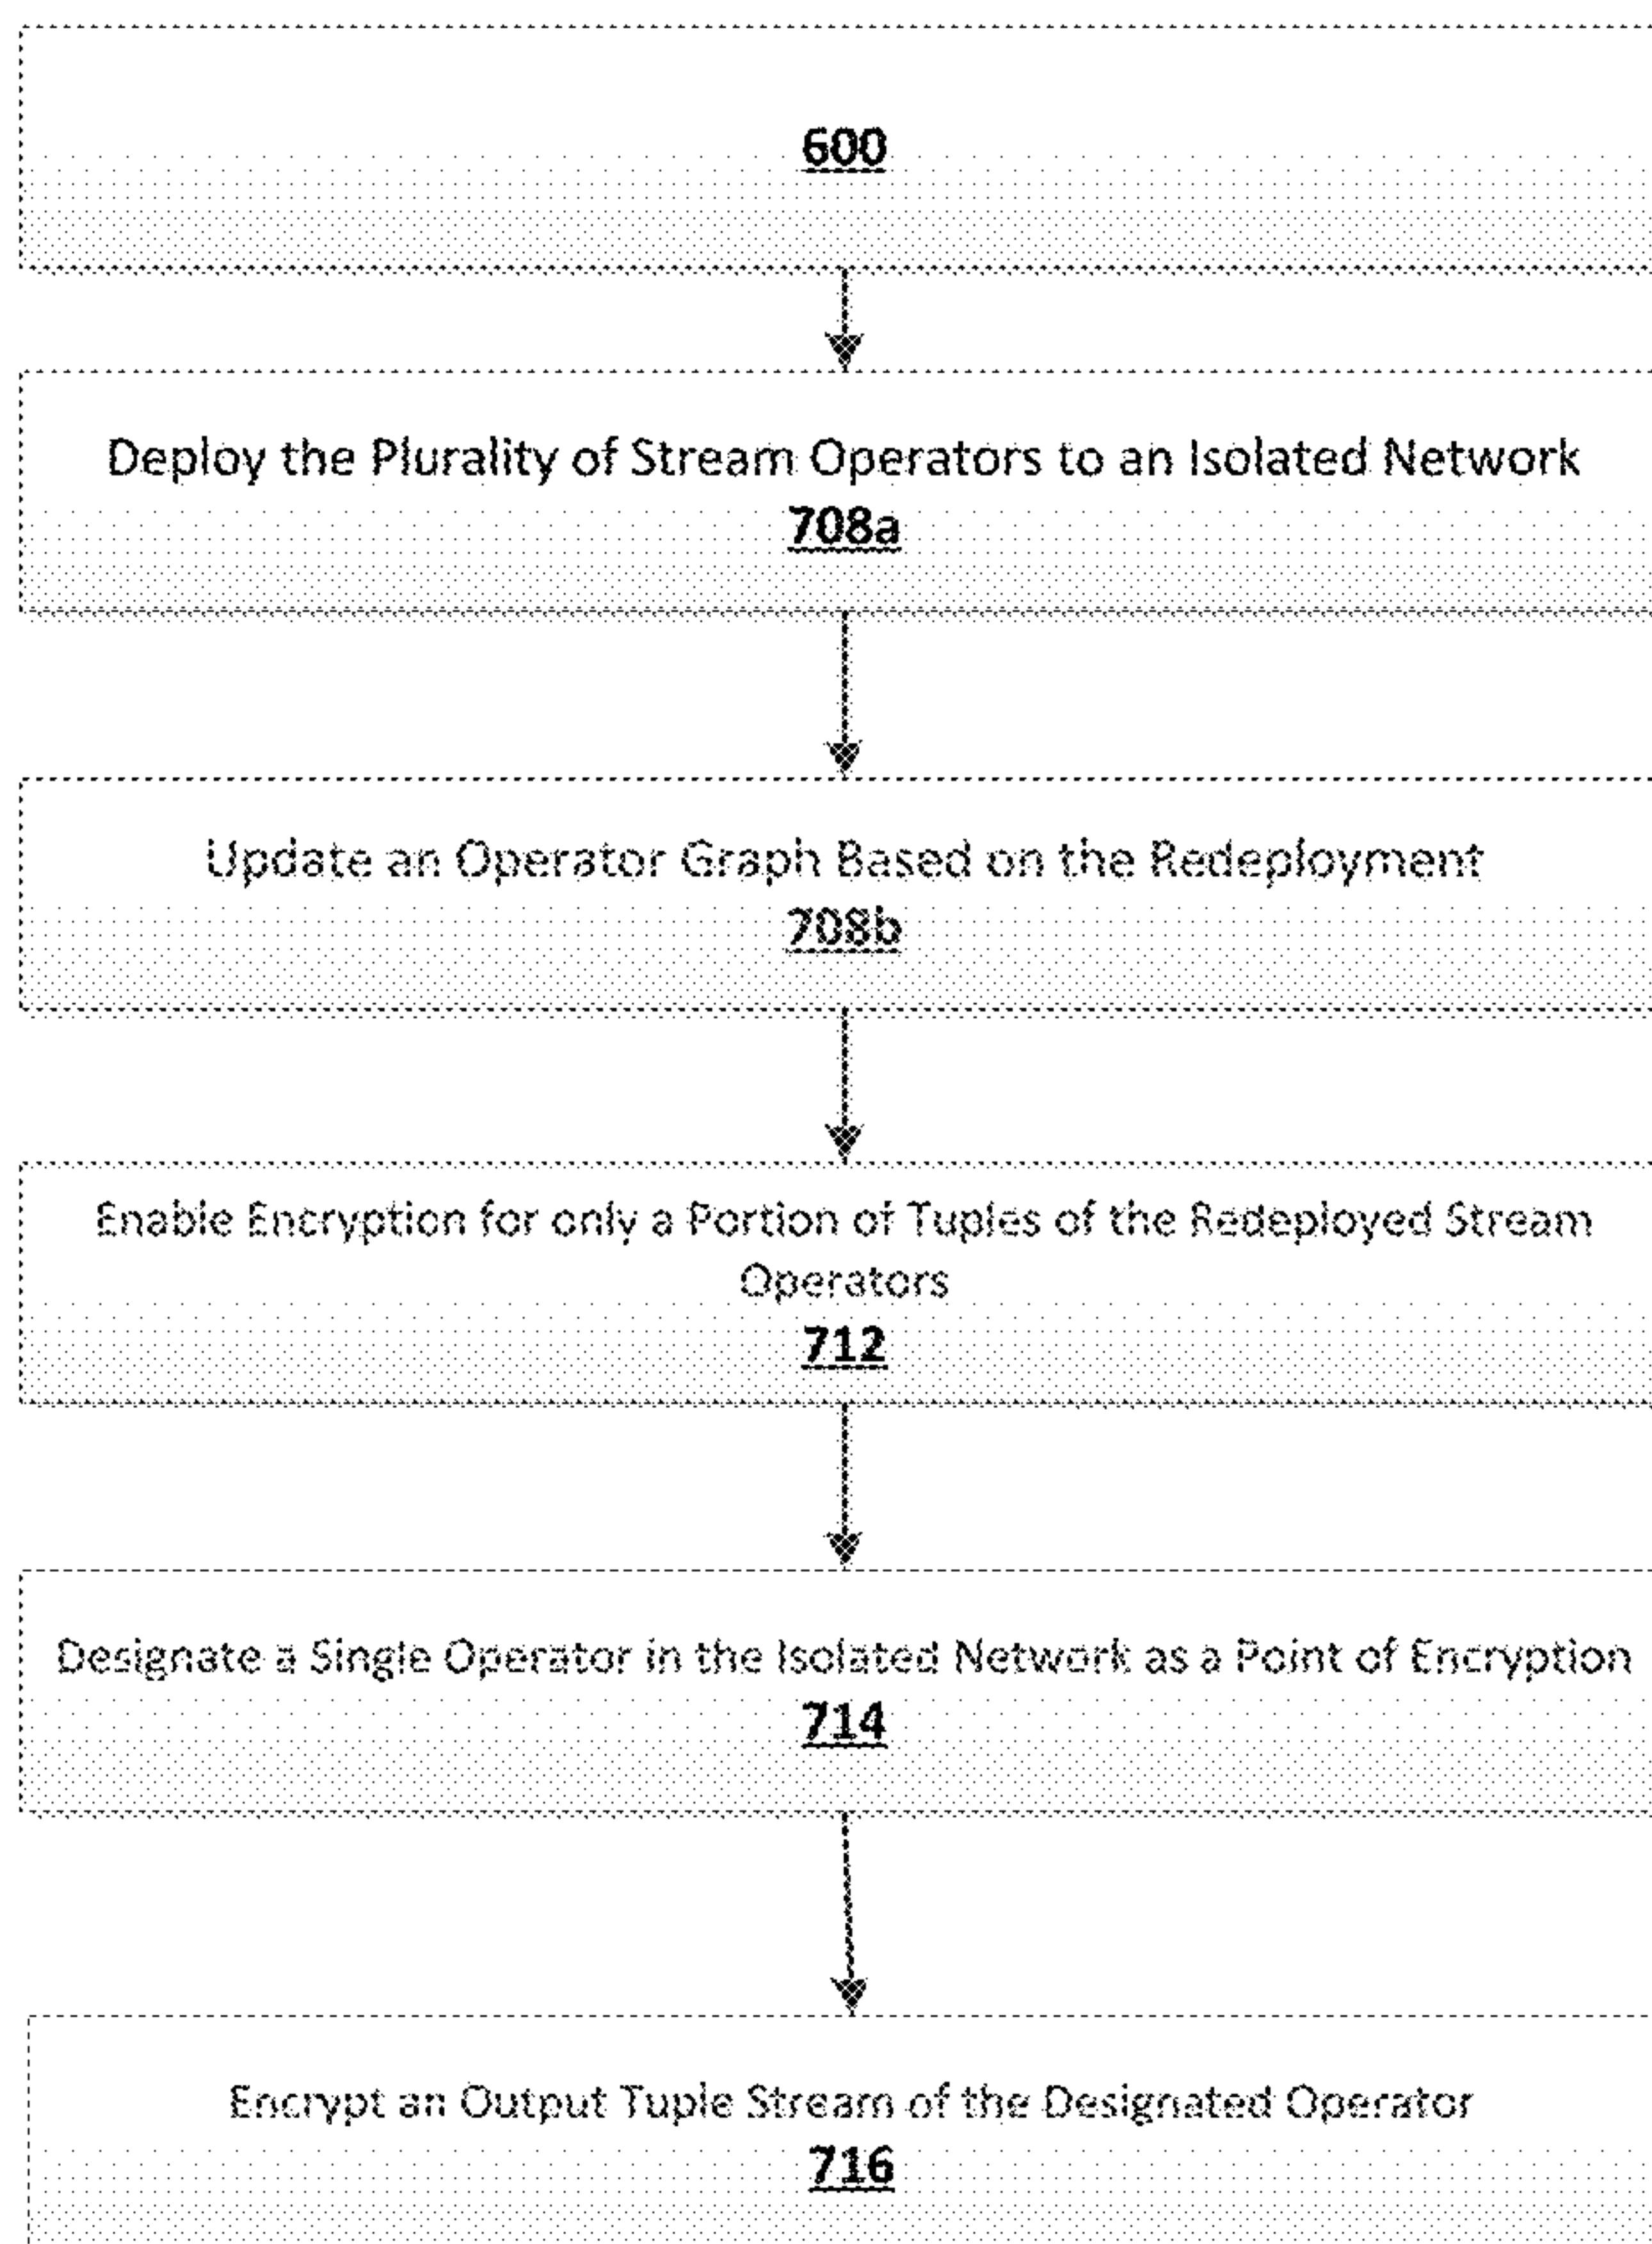 600
Deploy the Plurality of Stream Operators to an Isolated Network
708a
Update an Operator Graph Based on the Redeployment
708b
Enable Encryption for only a Portion of Tuples of the Redeployed Stream
Operators
712
Designate a Single Operator in the Isolated Network as a Point of Encryption
714
Encrypt an Output Tuple Stream of the Designated Operator
716